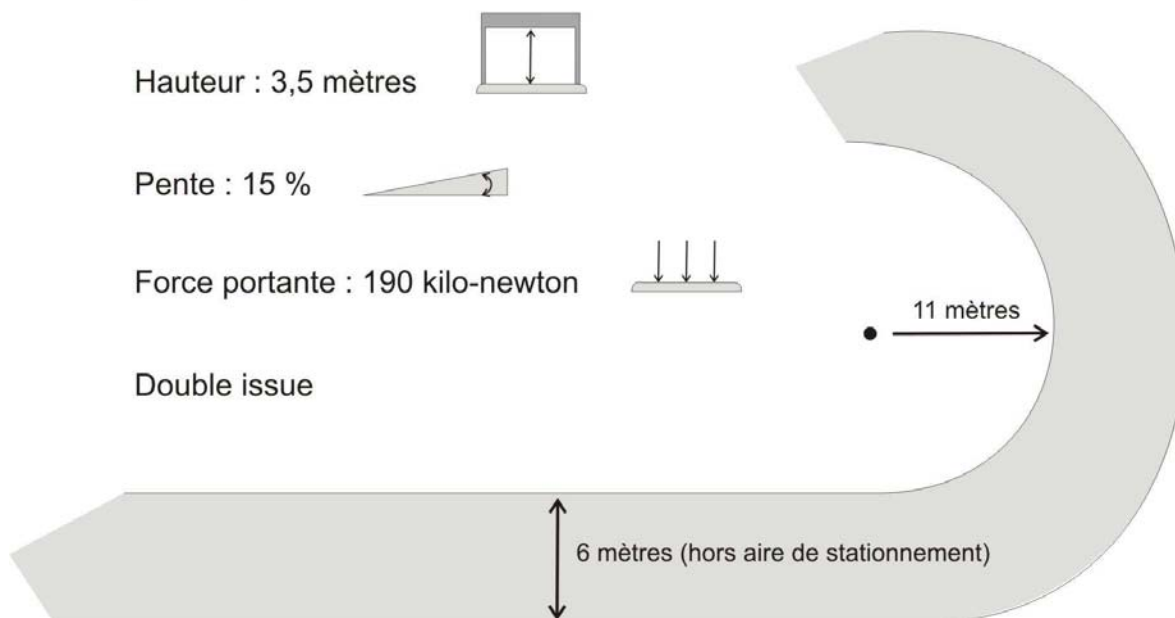 Hauteur : 3,5 mètres
Pente : 15 %
Force portante : 190 kilo-newton
11 mètres
Double issue
6 mètres (hors aire de stationnement)